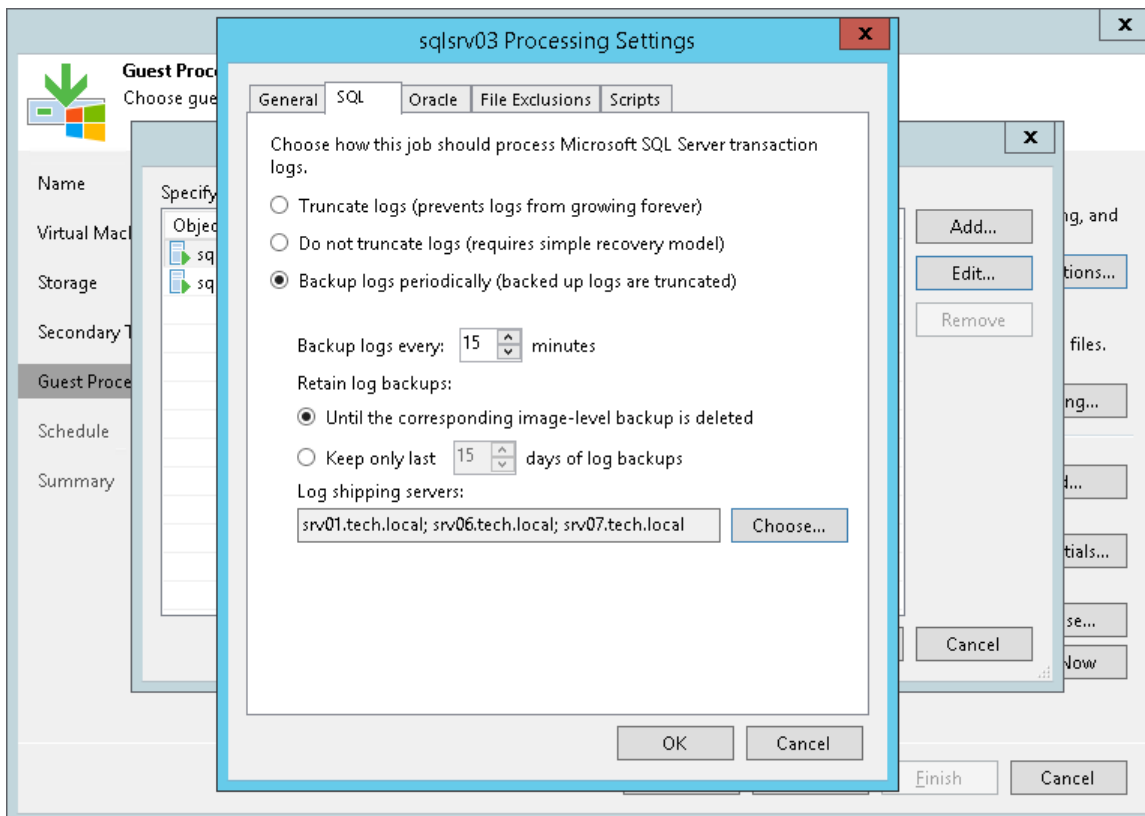 X
sqlsrv03 Processing Settings
X
Guest Proc
Choose gue
General SQL Oracle File Exclusions Scripts
X
Choose how this job should process Microsoft SQL Server transaction
logs.
Name
Specify
Truncate logs (prevents logs from growing forever)
ng, and
Virtual Macl
Objec
Add...
sq
Do not truncate logs (requires simple recovery model)
Edit...
tions...
Storage
sq
Backup logs periodically (backed up logs are truncated)
Remove
Secondary T
Backup logs every: 15 minutes
files.
Guest Proce
Retain log backups:
ng...
Until the corresponding image-level backup is deleted
Schedule
Keep only last 15 days of log backups
Summary
Log shipping servers:
srv01.tech.local; srv06.tech.local; srv07.tech.local
Choose...
tials...
se...
Cancel
Now
OK
Cancel
Finish
Cancel